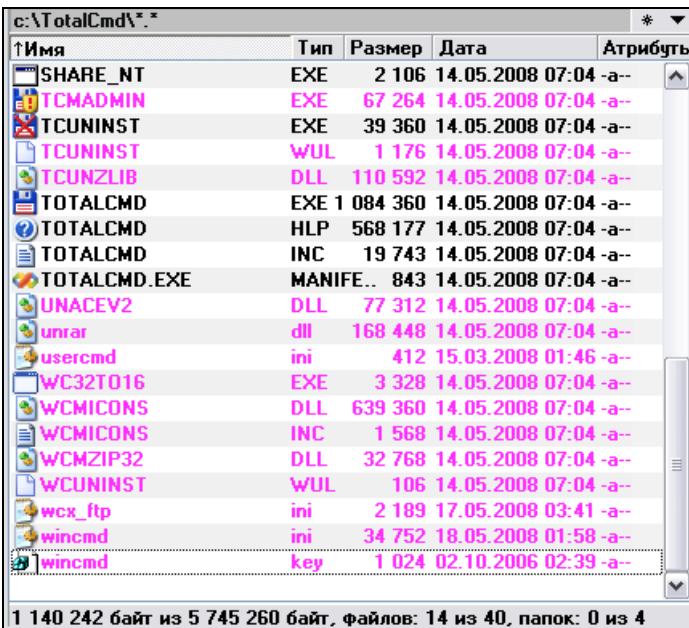 c:\TotalCmd\*.* * ▼
↑Имя Тип Размер Дата Атрибуты
SHARE_NT EXE 2 106 14.05.2008 07:04 -a--
TCMADMIN EXE 67 264 14.05.2008 07:04 -a--
TCUNINST EXE 39 360 14.05.2008 07:04 -a--
TCUNINST WUL 1 176 14.05.2008 07:04 -a--
TCUNZLIB DLL 110 592 14.05.2008 07:04 -a--
TOTALCMD EXE 1 084 360 14.05.2008 07:04 -a--
TOTALCMD HLP 568 177 14.05.2008 07:04 -a--
TOTALCMD INC 19 743 14.05.2008 07:04 -a--
TOTALCMD.EXE MANIFE.. 843 14.05.2008 07:04 -a--
UNACEV2 DLL 77 312 14.05.2008 07:04 -a--
unrar dll 168 448 14.05.2008 07:04 -a--
usercmd ini 412 15.03.2008 01:46 -a--
WC32TO16 EXE 3 328 14.05.2008 07:04 -a--
WCMICONS DLL 639 360 14.05.2008 07:04 -a--
WCMICONS INC 1 568 14.05.2008 07:04 -a--
WCMZIP32 DLL 32 768 14.05.2008 07:04 -a--
WCUNINST WUL 106 14.05.2008 07:04 -a--
wcx_ftp ini 2 189 17.05.2008 03:41 -a--
wincmd ini 34 752 18.05.2008 01:58 -a--
wincmd key 1 024 02.10.2006 02:39 -a--
1 140 242 байт из 5 745 260 байт, файлов: 14 из 40, папок: 0 из 4